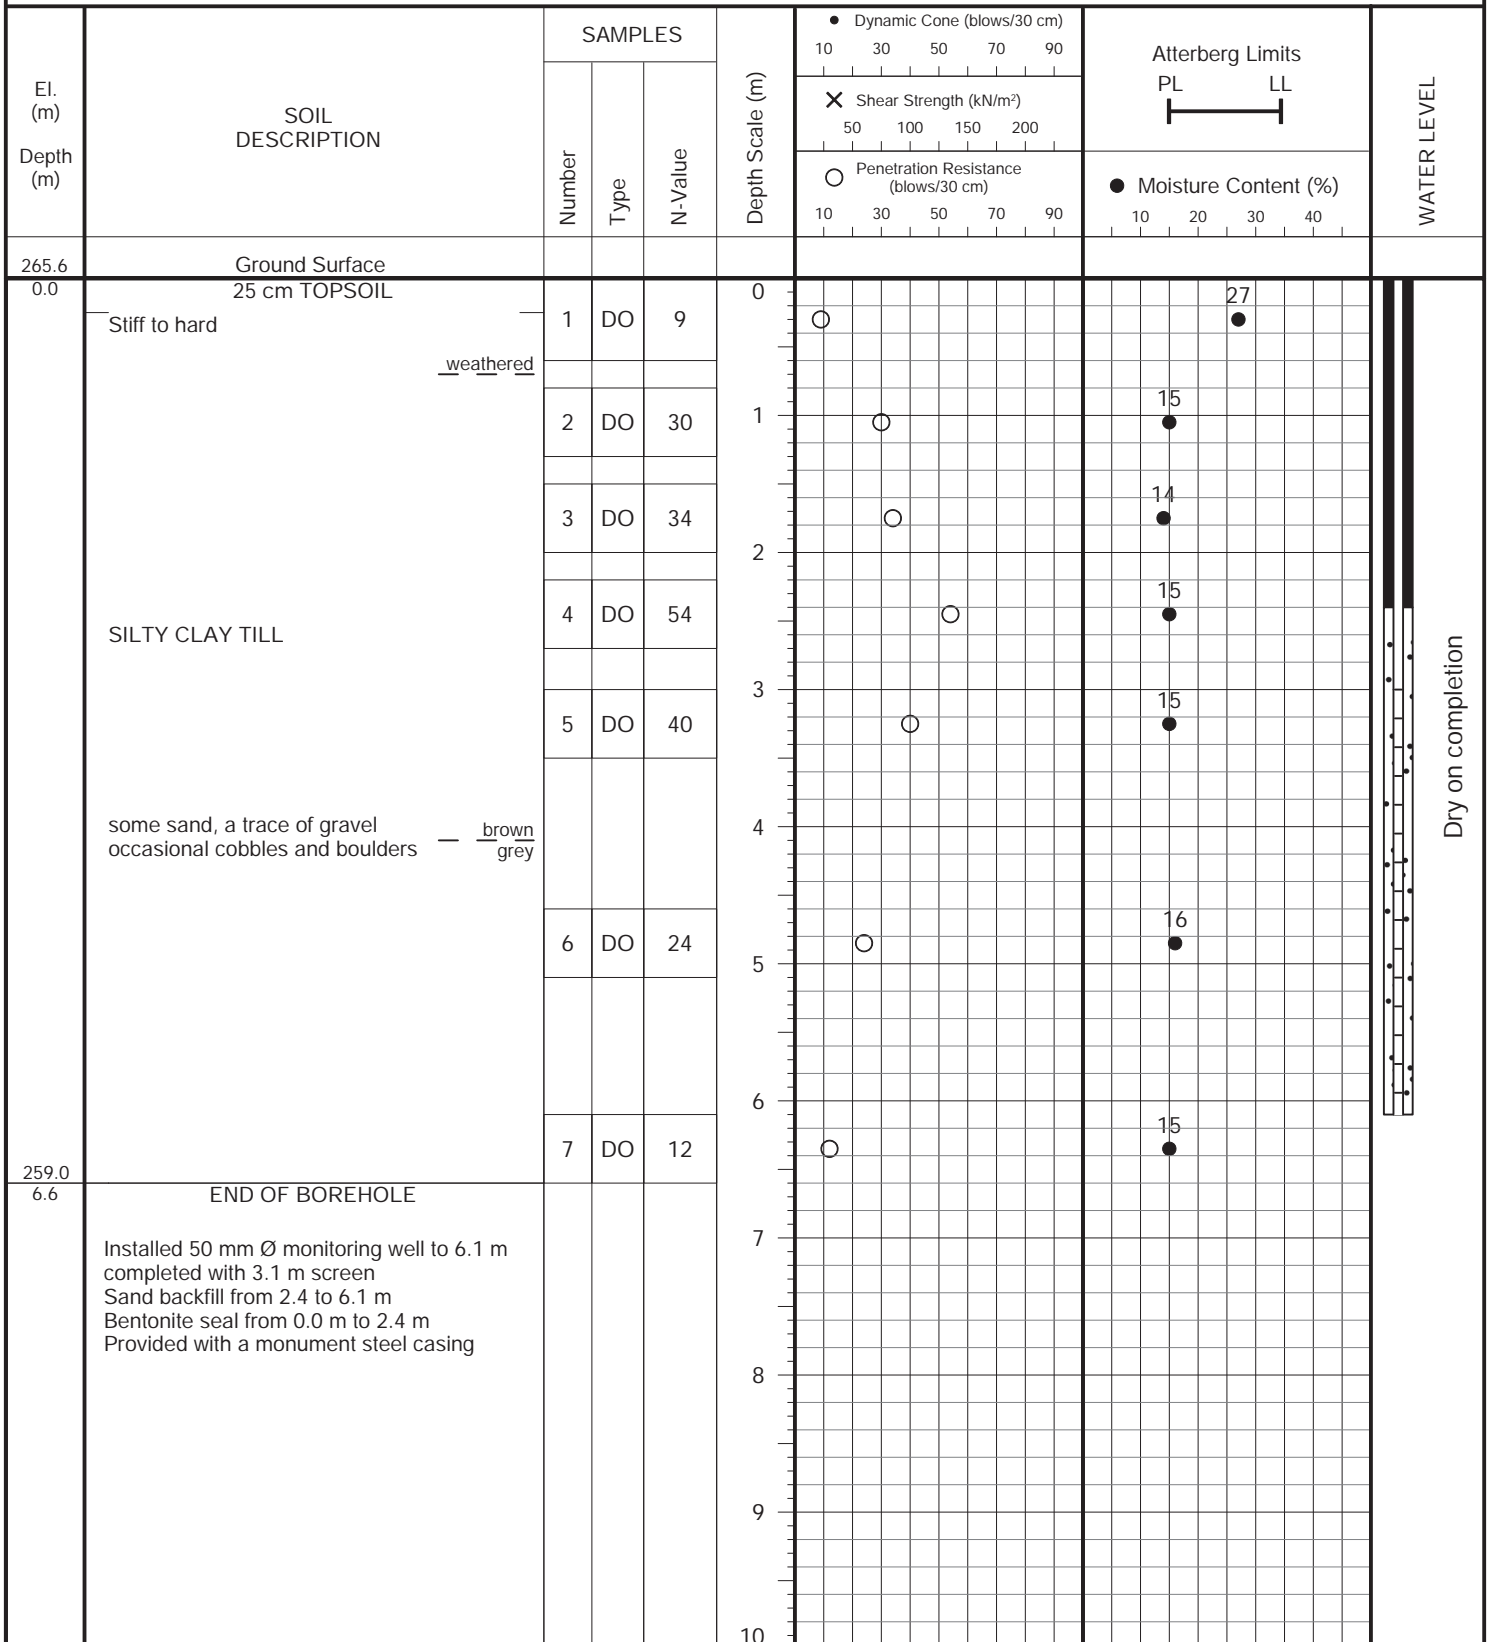 El.
(m)
Depth
(m)
SOIL
DESCRIPTION
SAMPLES
Number
Type
N-Value
Depth Scale (m)
Dynamic Cone (blows/30 cm)
10 30 50 70 90
Shear Strength (kN/m²)
50 100 150 200
Penetration Resistance
(blows/30 cm)
10 30 50 70 90
Atterberg Limits
PL LL
Moisture Content (%)
10 20 30 40
WATER LEVEL
265.6 Ground Surface
0.0 25 cm TOPSOIL 0 27
Stiff to hard 1 DO 9
weathered
15
1
2 DO 30
14
3 DO 34
2
15
4 DO 54
SILTY CLAY TILL
3
15
5 DO 40
Dry on completion
some sand, a trace of gravel brown 4
occasional cobbles and boulders grey
16
6 DO 24
5
6
15
7 DO 12
259.0
6.6 END OF BOREHOLE
7
Installed 50 mm Ø monitoring well to 6.1 m
completed with 3.1 m screen
Sand backfill from 2.4 to 6.1 m
Bentonite seal from 0.0 m to 2.4 m
Provided with a monument steel casing
8
9
10